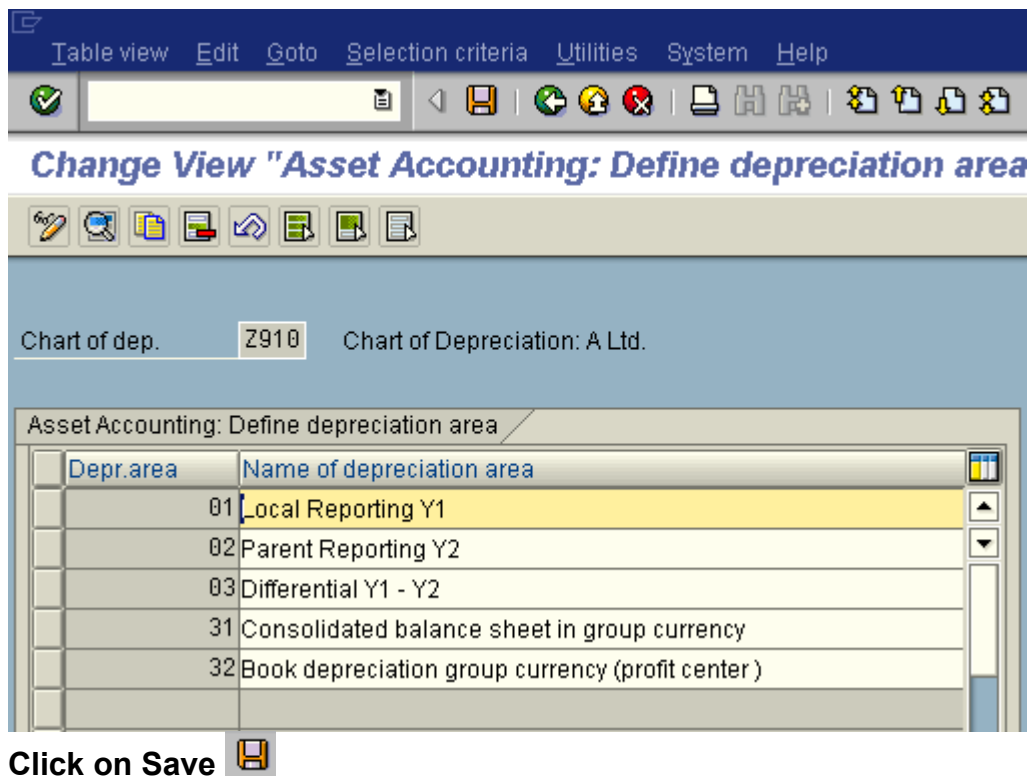 Table view Edit Goto Selection criteria Utilities System Help
Change View "Asset Accounting: Define depreciation area
Chart of dep. Z910 Chart of Depreciation: A Ltd.
Asset Accounting: Define depreciation area
Depr.area Name of depreciation area
01 Local Reporting Y1
02 Parent Reporting Y2
03 Differential Y1 - Y2
31 Consolidated balance sheet in group currency
32 Book depreciation group currency (profit center )
Click on Save